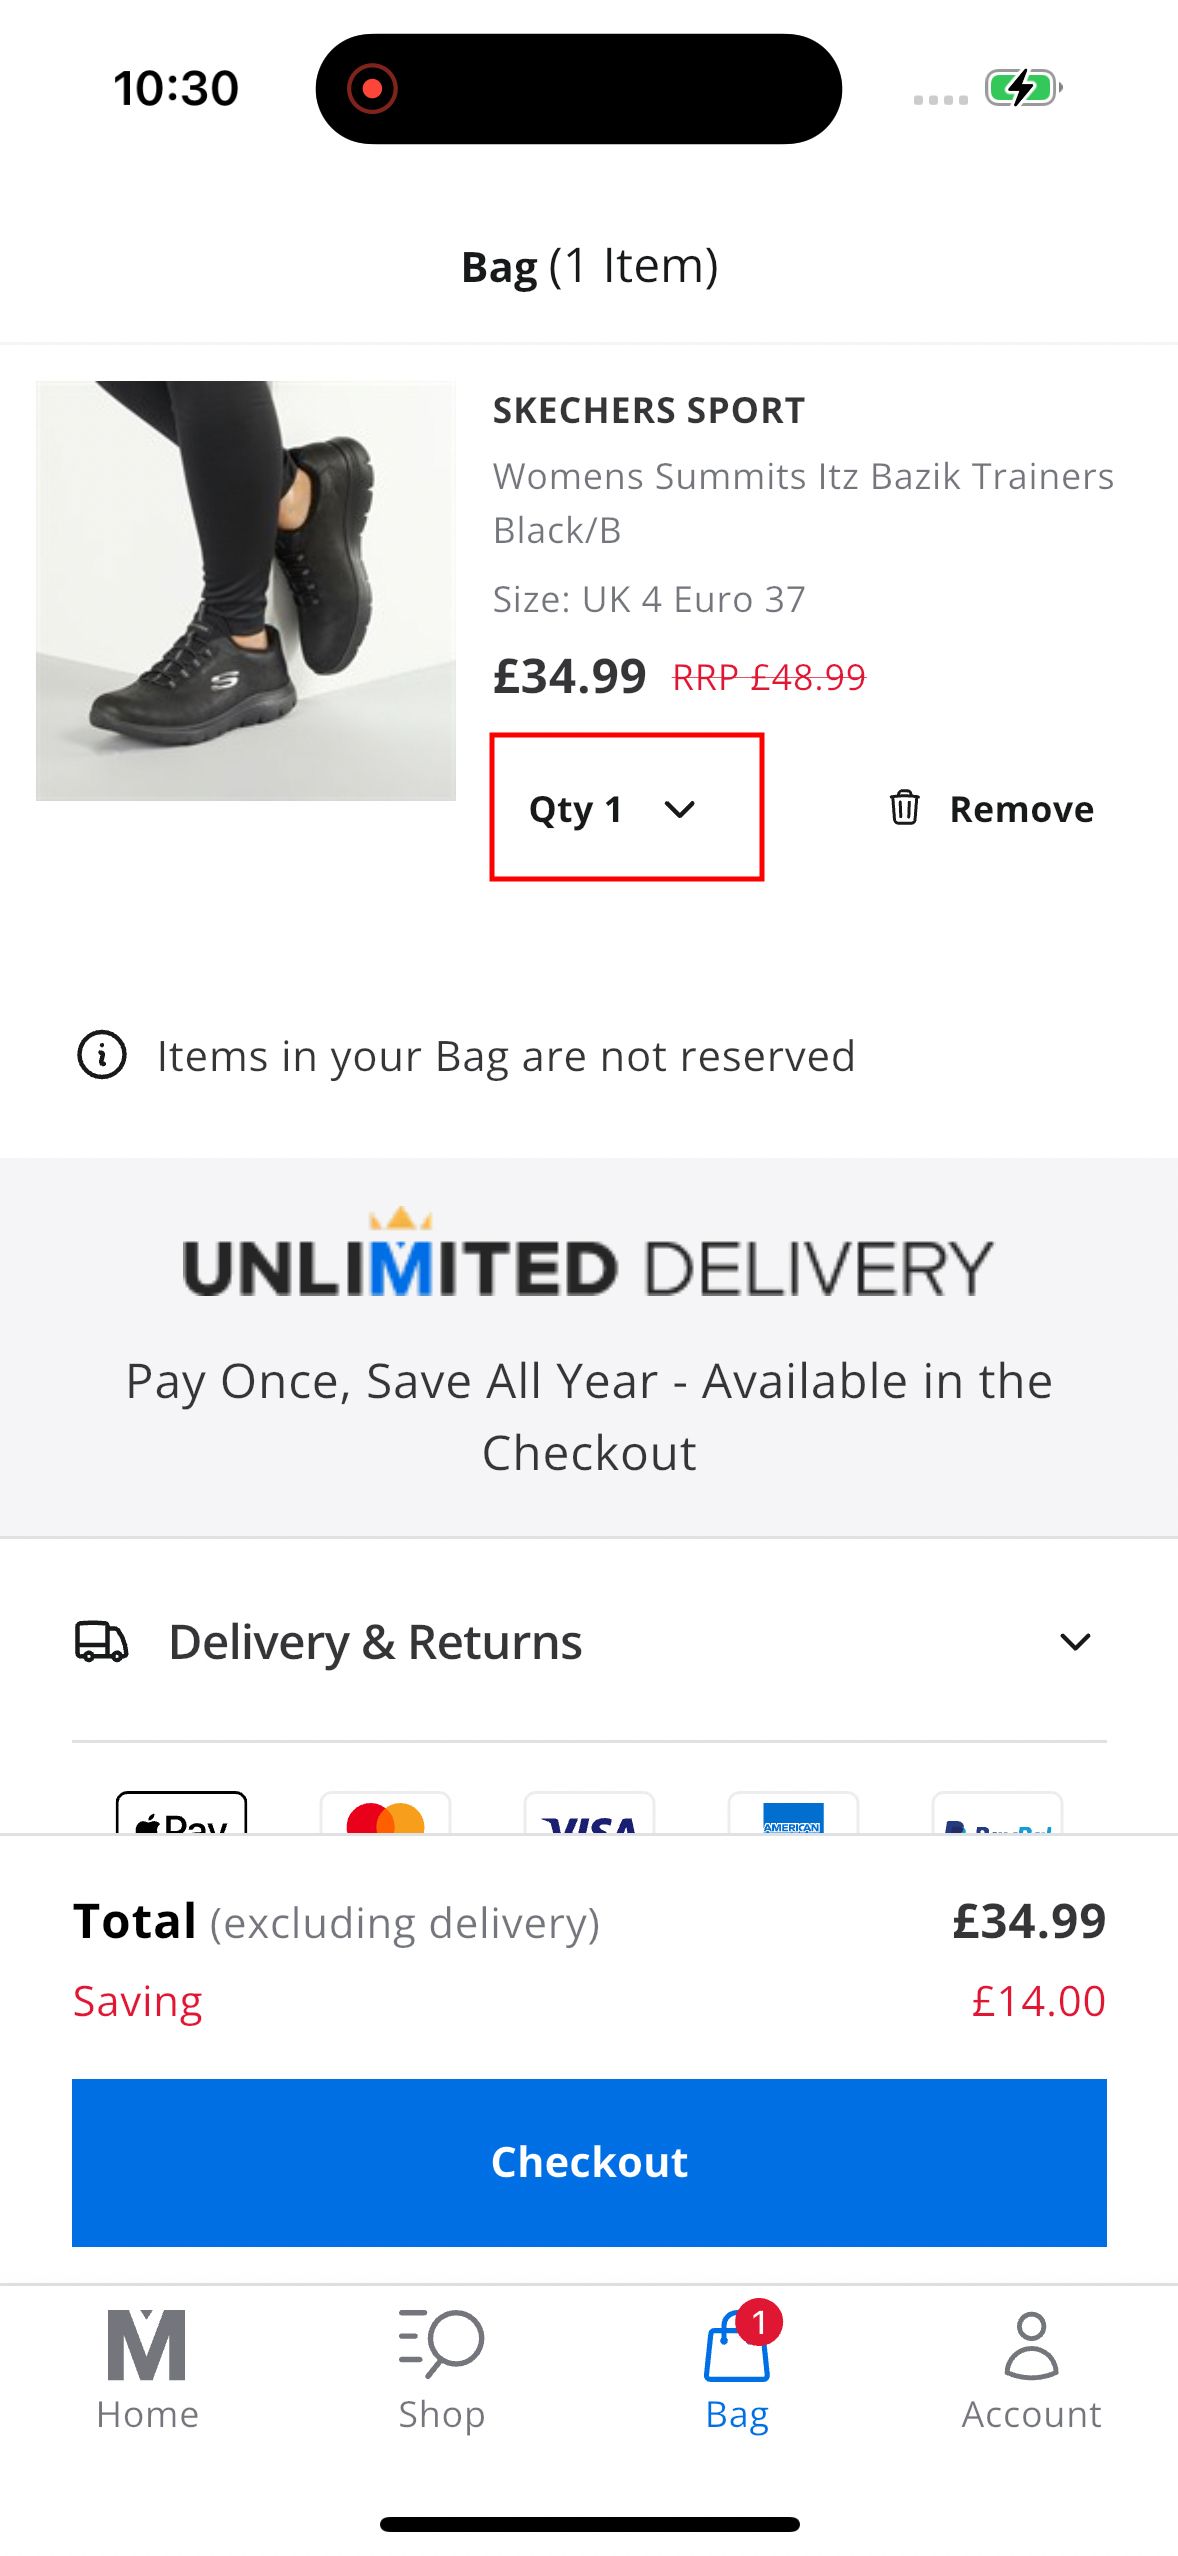 10:30
Bag (1 Item)
SKECHERS SPORT
Womens Summits Itz Bazik Trainers
Black/B
Size: UK 4 Euro 37
£34.99 RRP £48.99
Qty 1 Remove
Items in your Bag are not reserved
UNLIMITED DELIVERY
Pay Once, Save All Year - Available in the
Checkout
Delivery & Returns
Pay VISA AMERICAN PayPal
Total (excluding delivery) £34.99
Saving £14.00
Checkout
1
M
Home Shop Bag Account